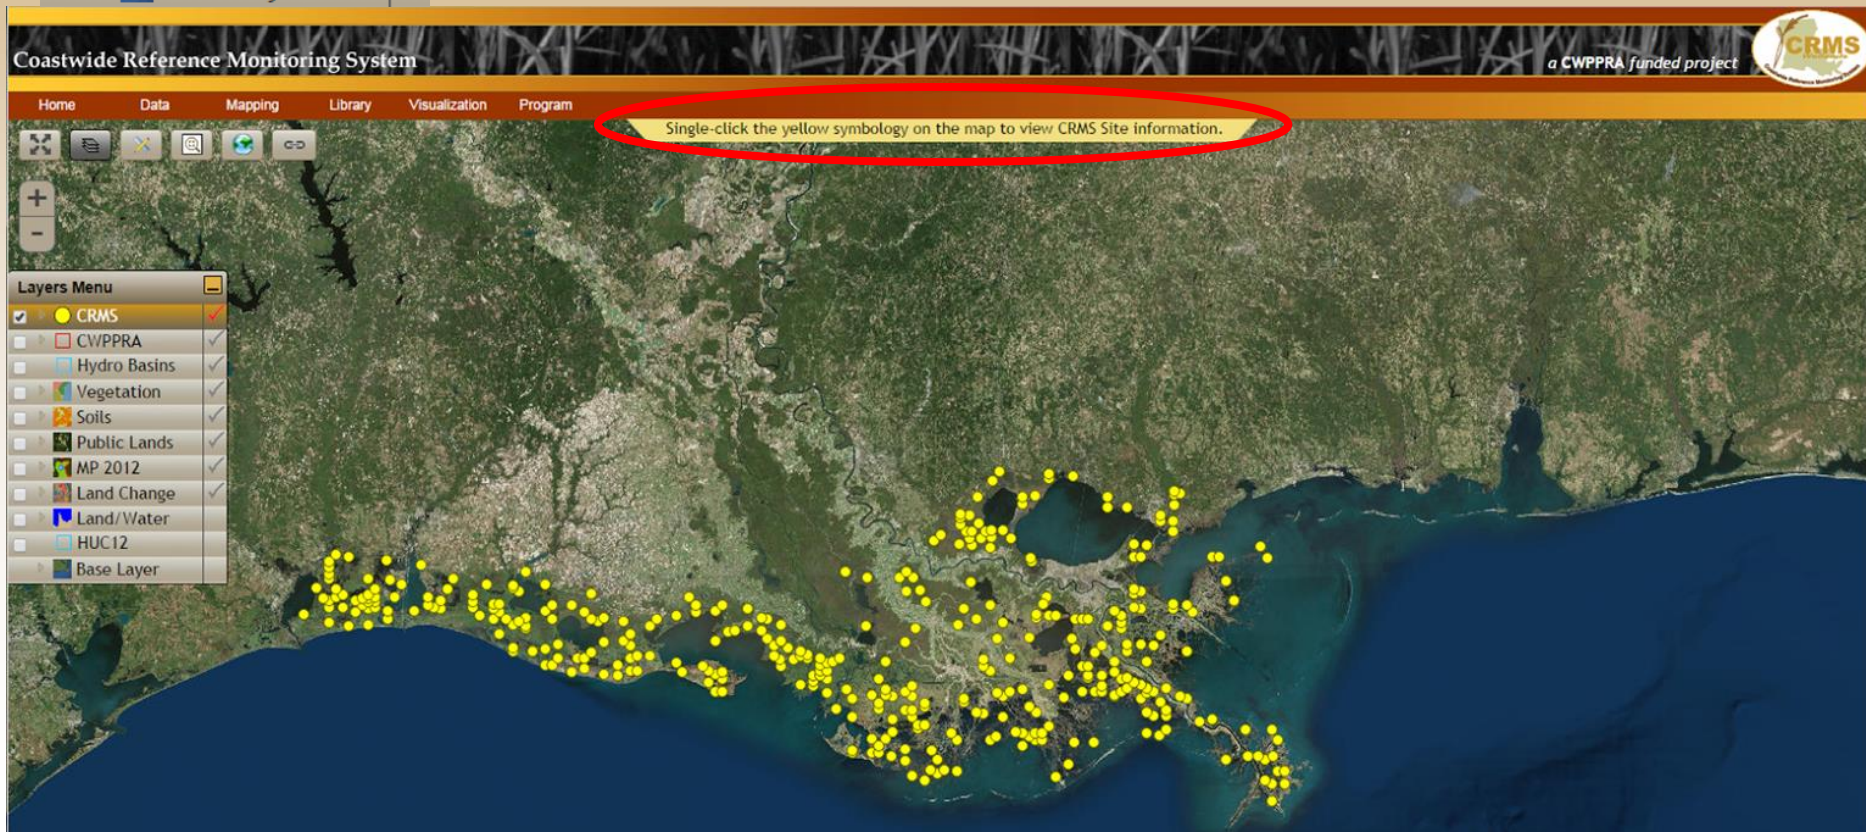 Coastwide Reference Monitoring System
a CWPPRA funded project
CRMS
Home Data Mapping Library Visualization Program
Single-click the yellow symbology on the map to view CRMS Site information.
+
-
Layers Menu
CRMS
CWPPRA
Hydro Basins
Vegetation
Soils
Public Lands
MP 2012
Land Change
Land/Water
HUC12
Base Layer